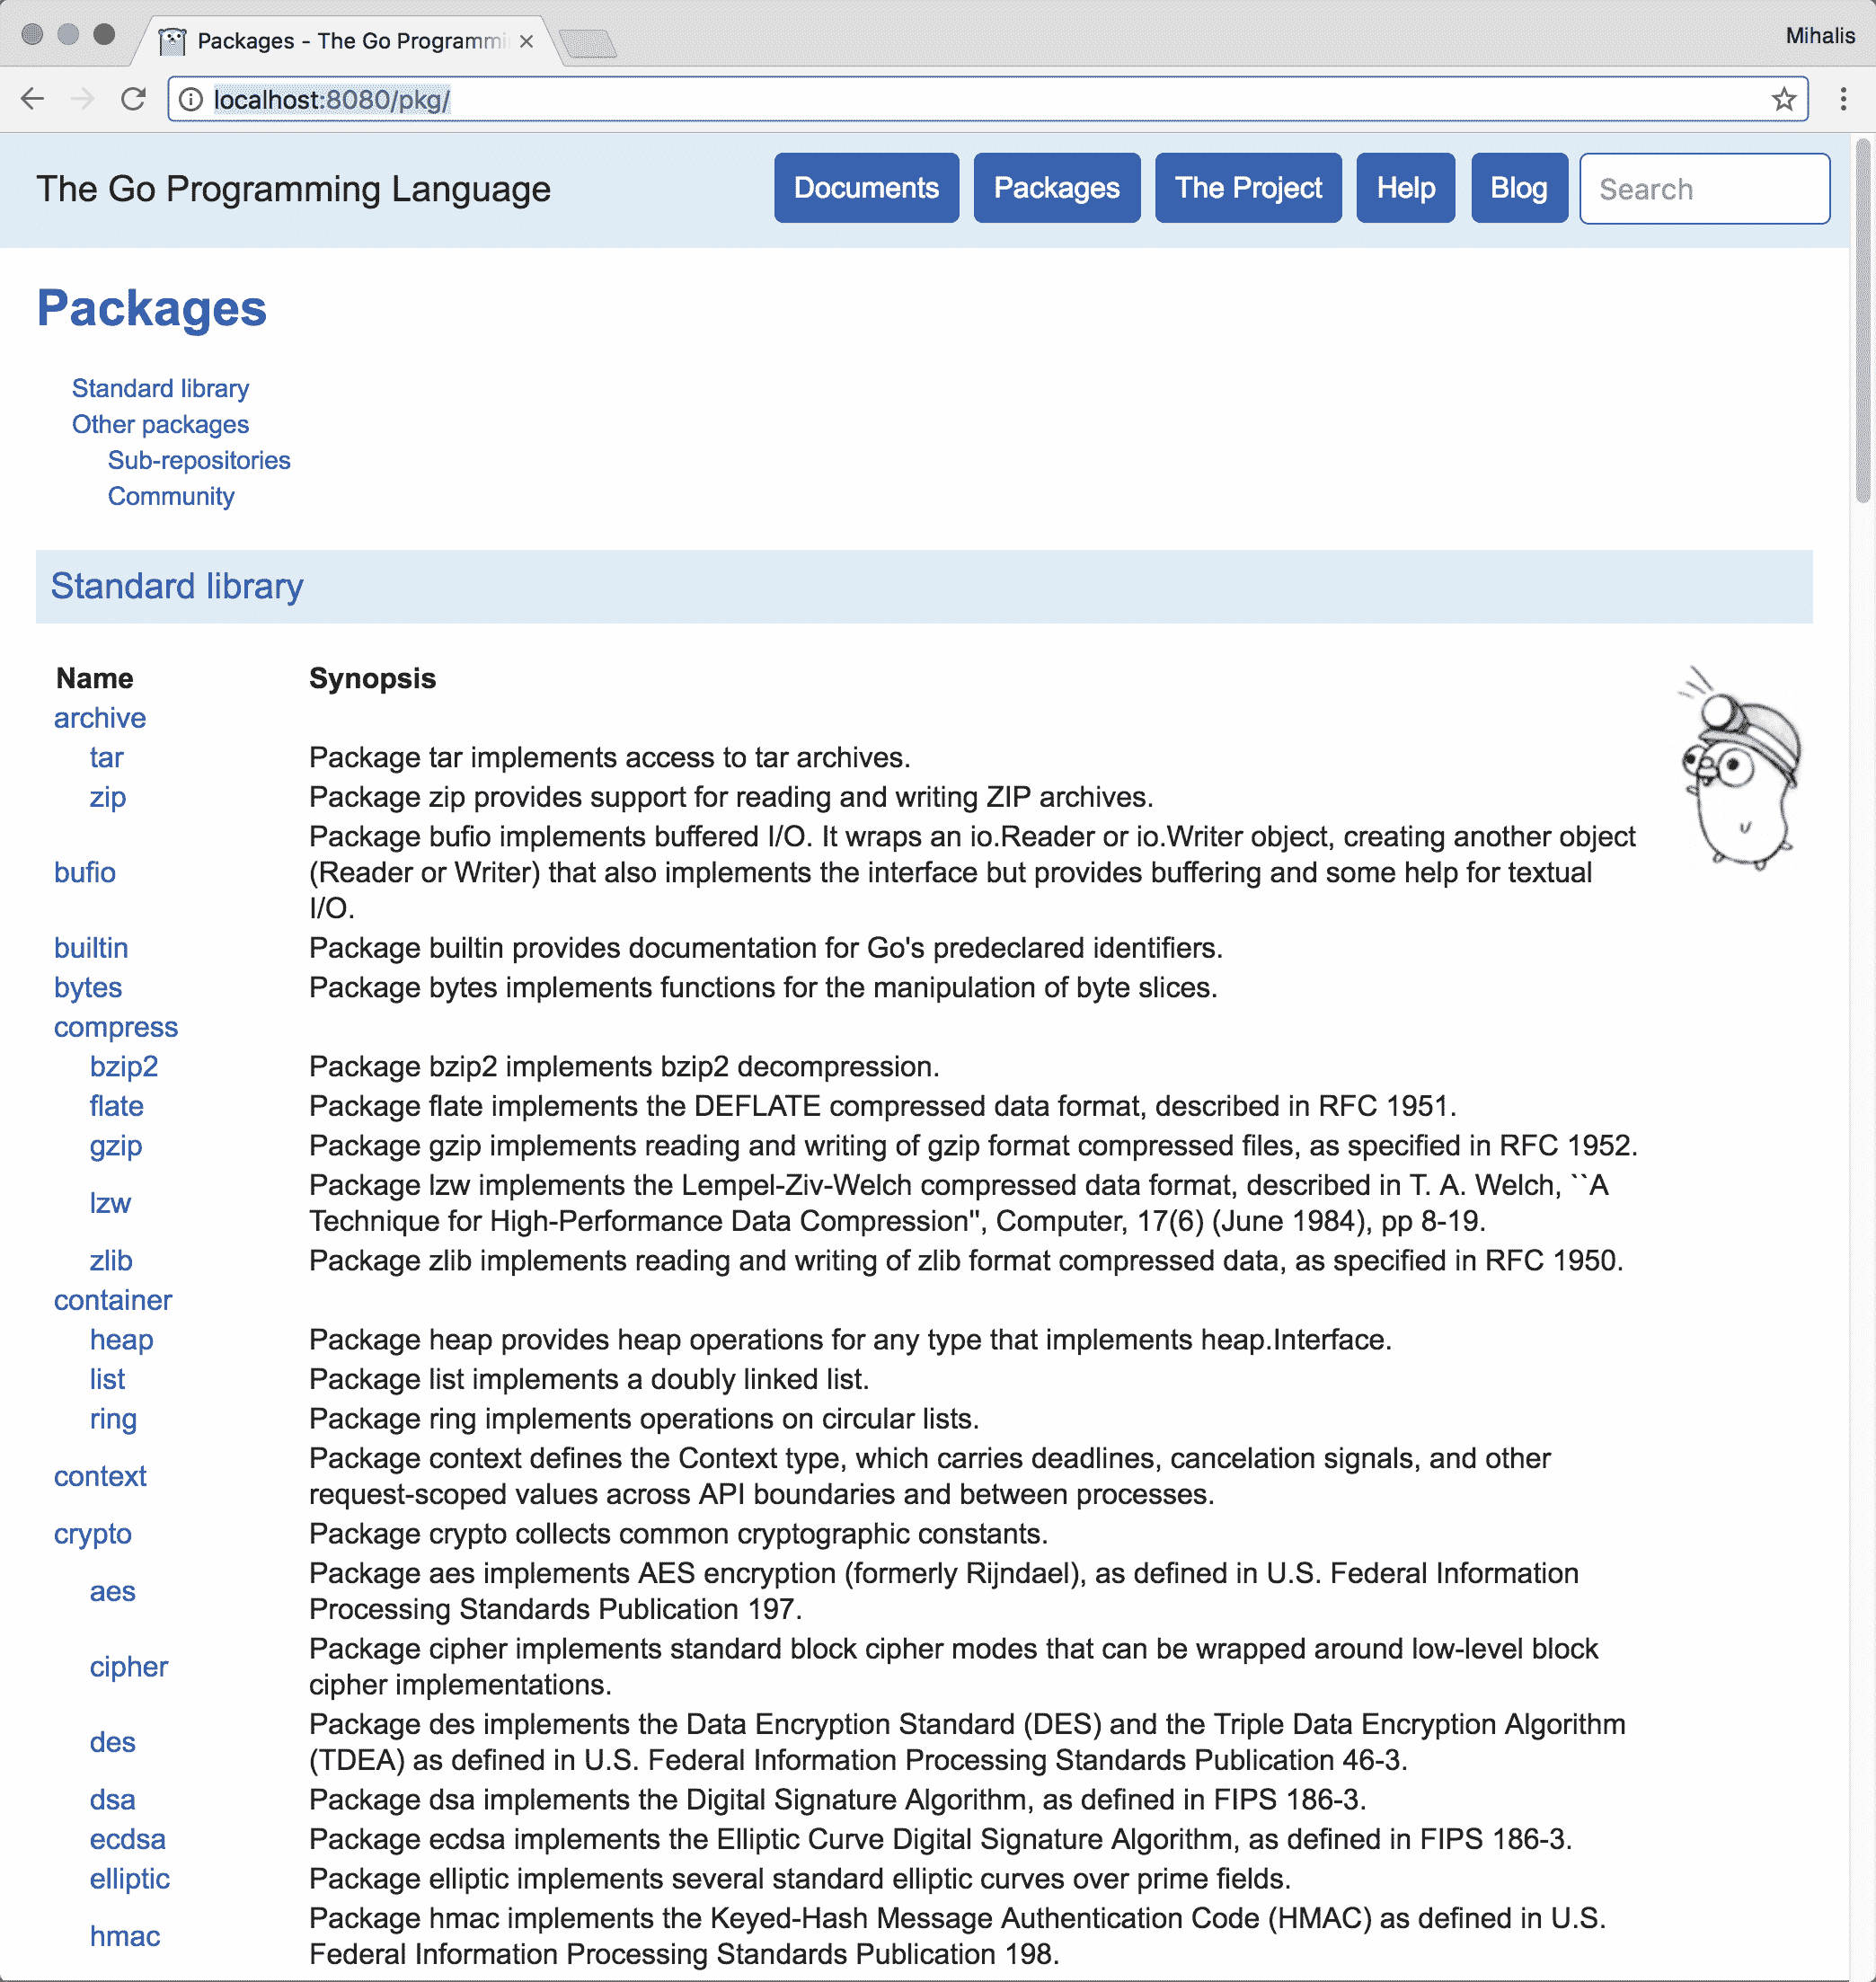 Packages - The Go Programmi
Mihalis
localhost:8080/pkg/
The Go Programming Language
Documents
Packages
The Project
Help
Blog
Search
Packages
Standard library
Other packages
Sub-repositories
Community
Standard library
Name Synopsis
archive
tar Package tar implements access to tar archives.
zip Package zip provides support for reading and writing ZIP archives.
Package bufio implements buffered I/O. It wraps an io.Reader or io.Writer object, creating another object
bufio (Reader or Writer) that also implements the interface but provides buffering and some help for textual
I/O.
builtin Package builtin provides documentation for Go's predeclared identifiers.
bytes Package bytes implements functions for the manipulation of byte slices.
compress
bzip2 Package bzip2 implements bzip2 decompression.
flate Package flate implements the DEFLATE compressed data format, described in RFC 1951.
gzip Package gzip implements reading and writing of gzip format compressed files, as specified in RFC 1952.
lzw Package lzw implements the Lempel-Ziv-Welch compressed data format, described in T. A. Welch, ``A
Technique for High-Performance Data Compression'', Computer, 17(6) (June 1984), pp 8-19.
zlib Package zlib implements reading and writing of zlib format compressed data, as specified in RFC 1950.
container
heap Package heap provides heap operations for any type that implements heap.Interface.
list Package list implements a doubly linked list.
ring Package ring implements operations on circular lists.
context Package context defines the Context type, which carries deadlines, cancelation signals, and other
request-scoped values across API boundaries and between processes.
crypto Package crypto collects common cryptographic constants.
aes Package aes implements AES encryption (formerly Rijndael), as defined in U.S. Federal Information
Processing Standards Publication 197.
cipher Package cipher implements standard block cipher modes that can be wrapped around low-level block
cipher implementations.
des Package des implements the Data Encryption Standard (DES) and the Triple Data Encryption Algorithm
(TDEA) as defined in U.S. Federal Information Processing Standards Publication 46-3.
dsa Package dsa implements the Digital Signature Algorithm, as defined in FIPS 186-3.
ecdsa Package ecdsa implements the Elliptic Curve Digital Signature Algorithm, as defined in FIPS 186-3.
elliptic Package elliptic implements several standard elliptic curves over prime fields.
hmac Package hmac implements the Keyed-Hash Message Authentication Code (HMAC) as defined in U.S.
Federal Information Processing Standards Publication 198.